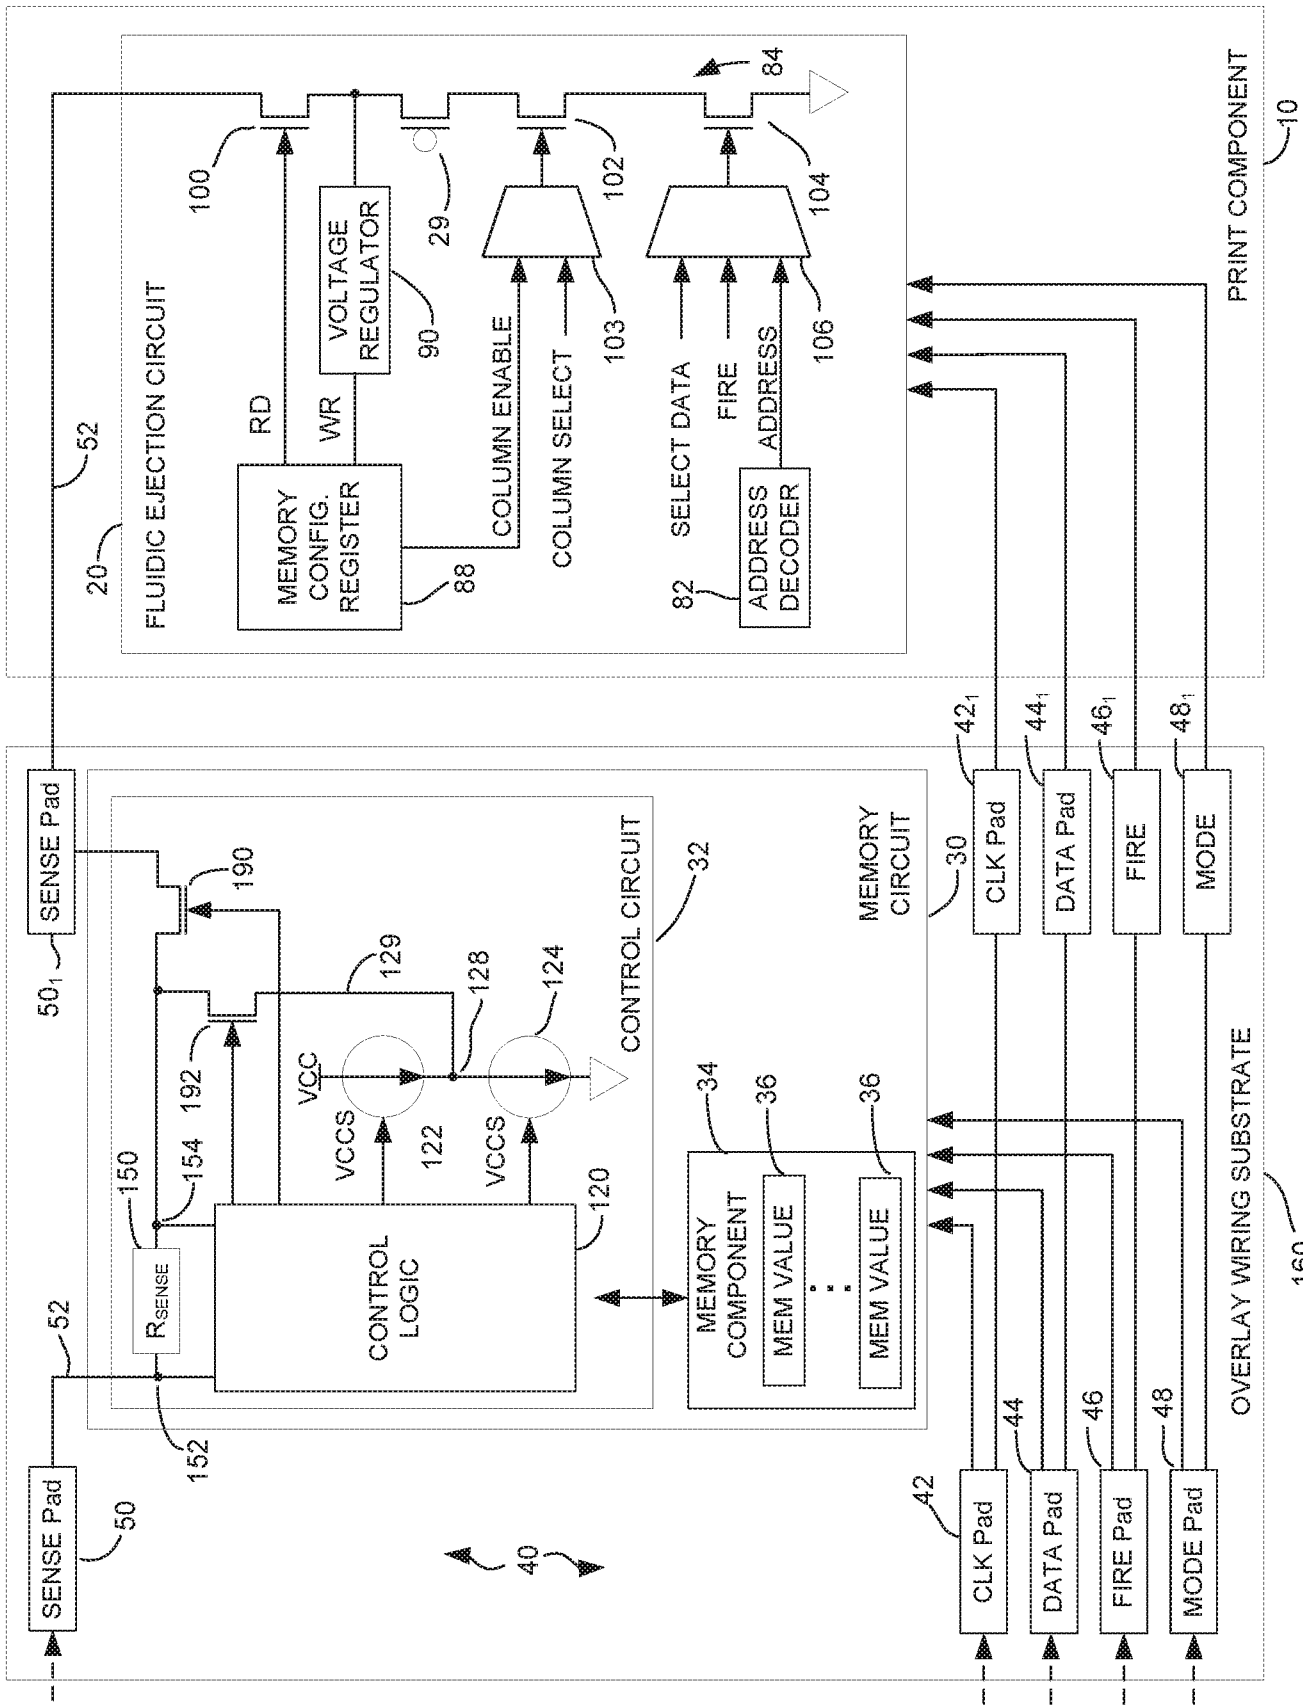 SENSE Pad
50
52
152
RSENSE
150
154
SENSE Pad
501
190
192
129
128
124
VCC
VCCS
122
VCCS
CONTROL LOGIC
120
CONTROL CIRCUIT
32
40
MEMORY COMPONENT
34
MEM VALUE
36
MEM VALUE
36
MEMORY CIRCUIT
30
CLK Pad
42
DATA Pad
44
FIRE Pad
46
MODE Pad
48
CLK Pad
421
DATA Pad
441
FIRE
461
MODE
481
OVERLAY WIRING SUBSTRATE
160
52
20
FLUIDIC EJECTION CIRCUIT
MEMORY CONFIG. REGISTER
88
RD
WR
VOLTAGE REGULATOR
90
100
29
102
84
104
COLUMN ENABLE
COLUMN SELECT
103
SELECT DATA
FIRE
ADDRESS
106
ADDRESS DECODER
82
PRINT COMPONENT
10